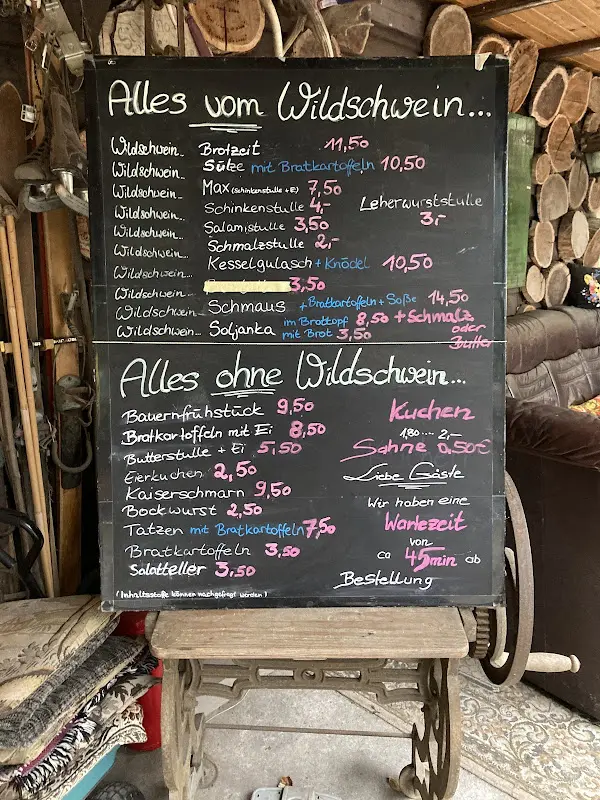 Alles vom Wildschwein...
Wildschwein... Brotzeit 11,50
Wildschwein... Sülze mit Bratkartoffeln 10,50
Wildschwein... Max (Schinkenstulle + Ei) 7,50
Wildschwein... Schinkenstulle 4,- Leberwurststulle
Wildschwein... Salamistulle 3,50 3,-
Wildschwein... Schmalzstulle 2,-
Wildschwein... Kesselgulasch + Knödel 10,50
Wildschwein... 3,50
Wildschwein... Schmaus + Bratkartoffeln + Soße 14,50
Wildschwein... Soljanka im Brottopf 8,50 + Schmalz
mit Brot 3,50 oder
Butter
Alles ohne Wildschwein...
Bauernfrühstück 9,50
Bratkartoffeln mit Ei 8,50
Butterstulle + Ei 5,50
Eierkuchen 2,50
Kaiserschmarn 9,50
Bockwurst 2,50
Tatzen mit Bratkartoffeln 7,50
Bratkartoffeln 3,50
Salatteller 3,50
(Inhaltsstoffe können nachgefragt werden)
Kuchen
1,80 .... 2,-
Sahne 0,50€
Liebe Gäste
Wir haben eine
Wartezeit
von
ca 45min ab
Bestellung